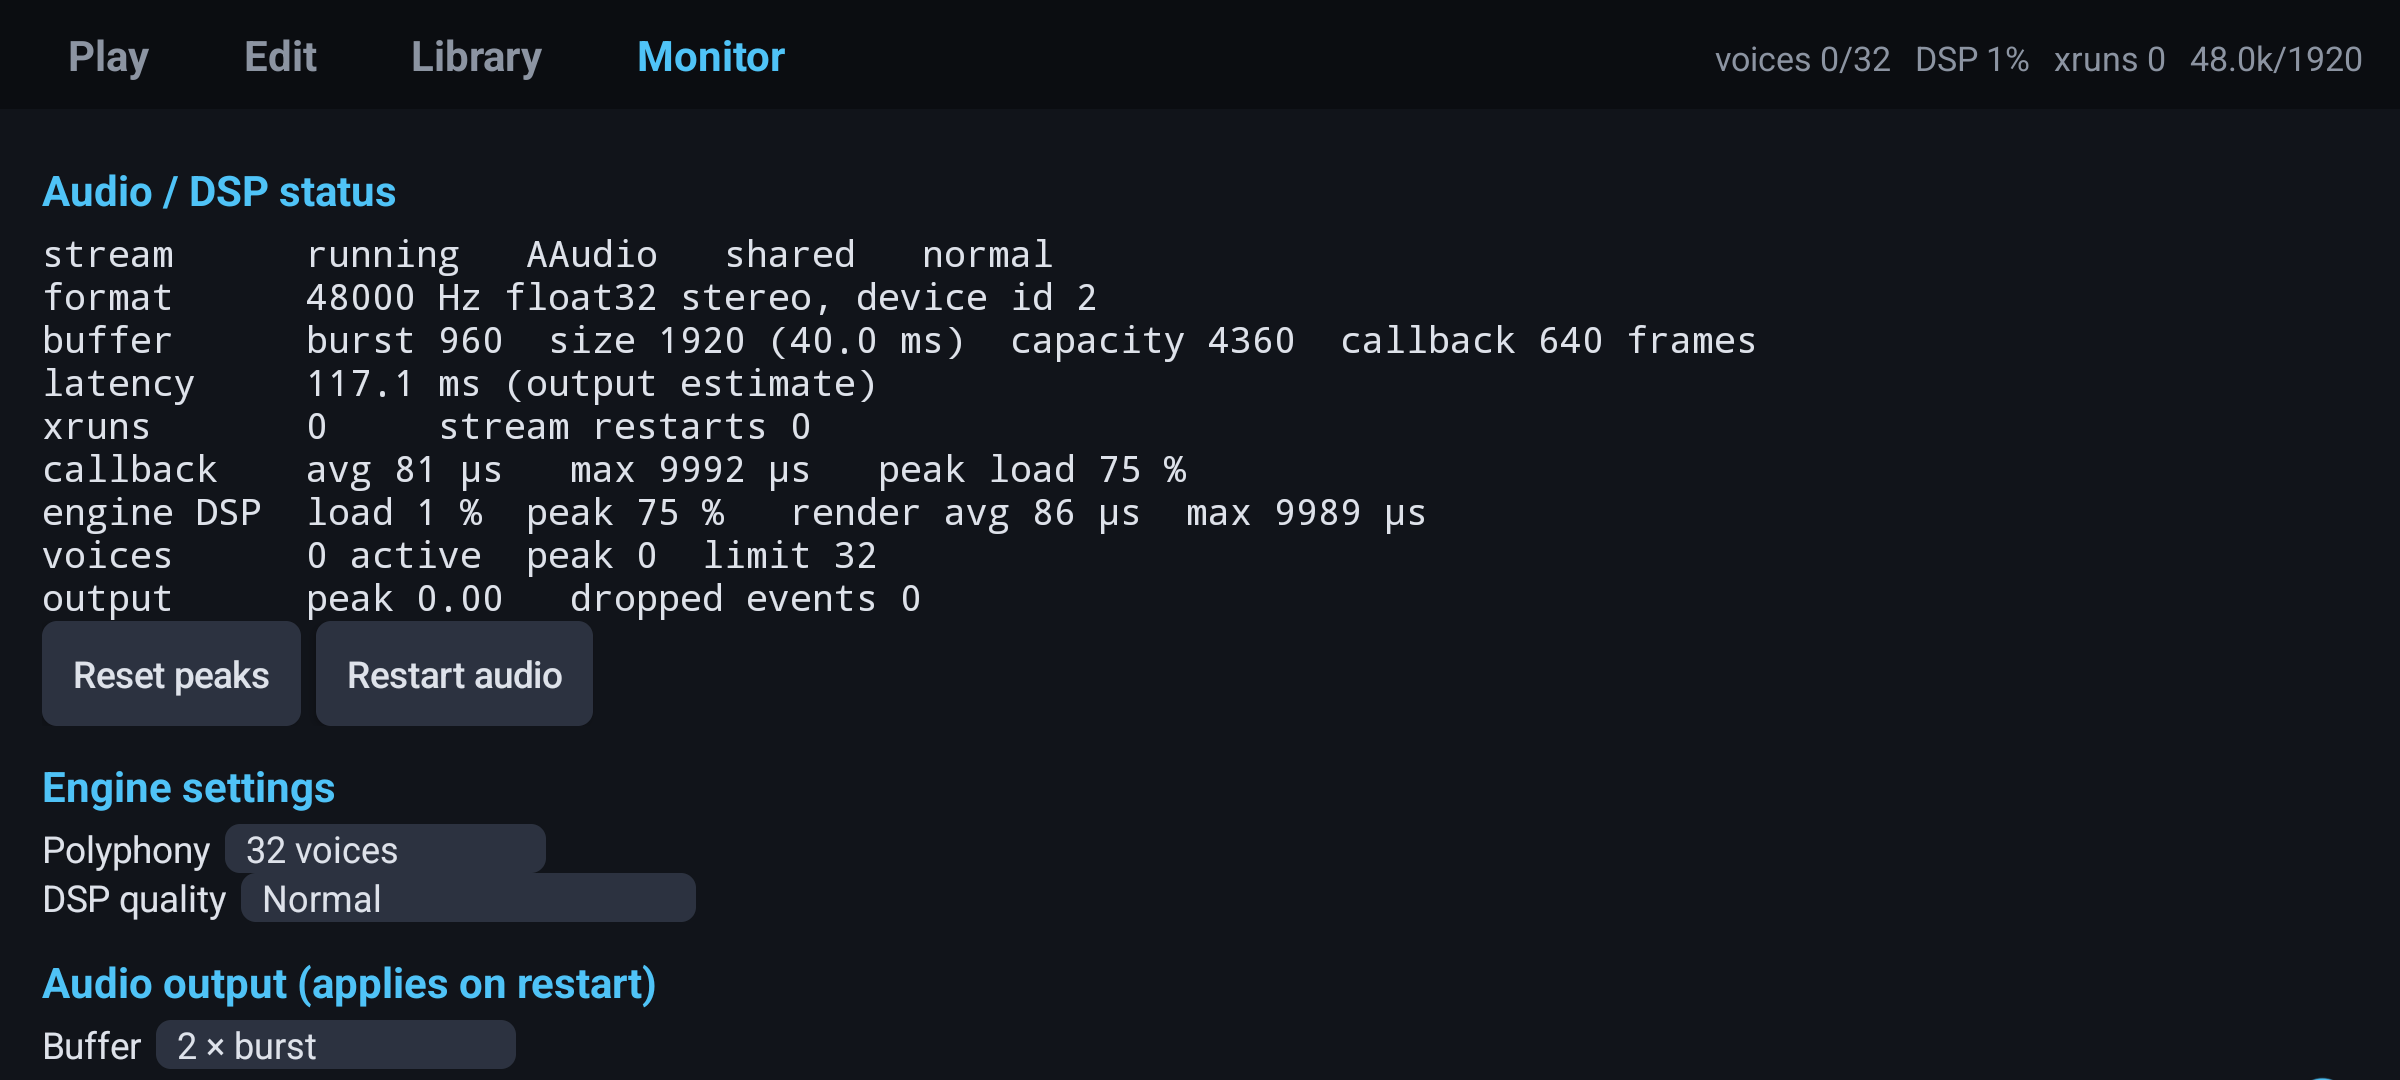 Play Edit Library Monitor voices 0/32 DSP 1% xruns 0 48.0k/1920
Audio / DSP status
stream running AAudio shared normal
format 48000 Hz float32 stereo, device id 2
buffer burst 960 size 1920 (40.0 ms) capacity 4360 callback 640 frames
latency 117.1 ms (output estimate)
xruns 0 stream restarts 0
callback avg 81 µs max 9992 µs peak load 75 %
engine DSP load 1 % peak 75 % render avg 86 µs max 9989 µs
voices 0 active peak 0 limit 32
output peak 0.00 dropped events 0
Reset peaks Restart audio
Engine settings
Polyphony 32 voices
DSP quality Normal
Audio output (applies on restart)
Buffer 2 × burst